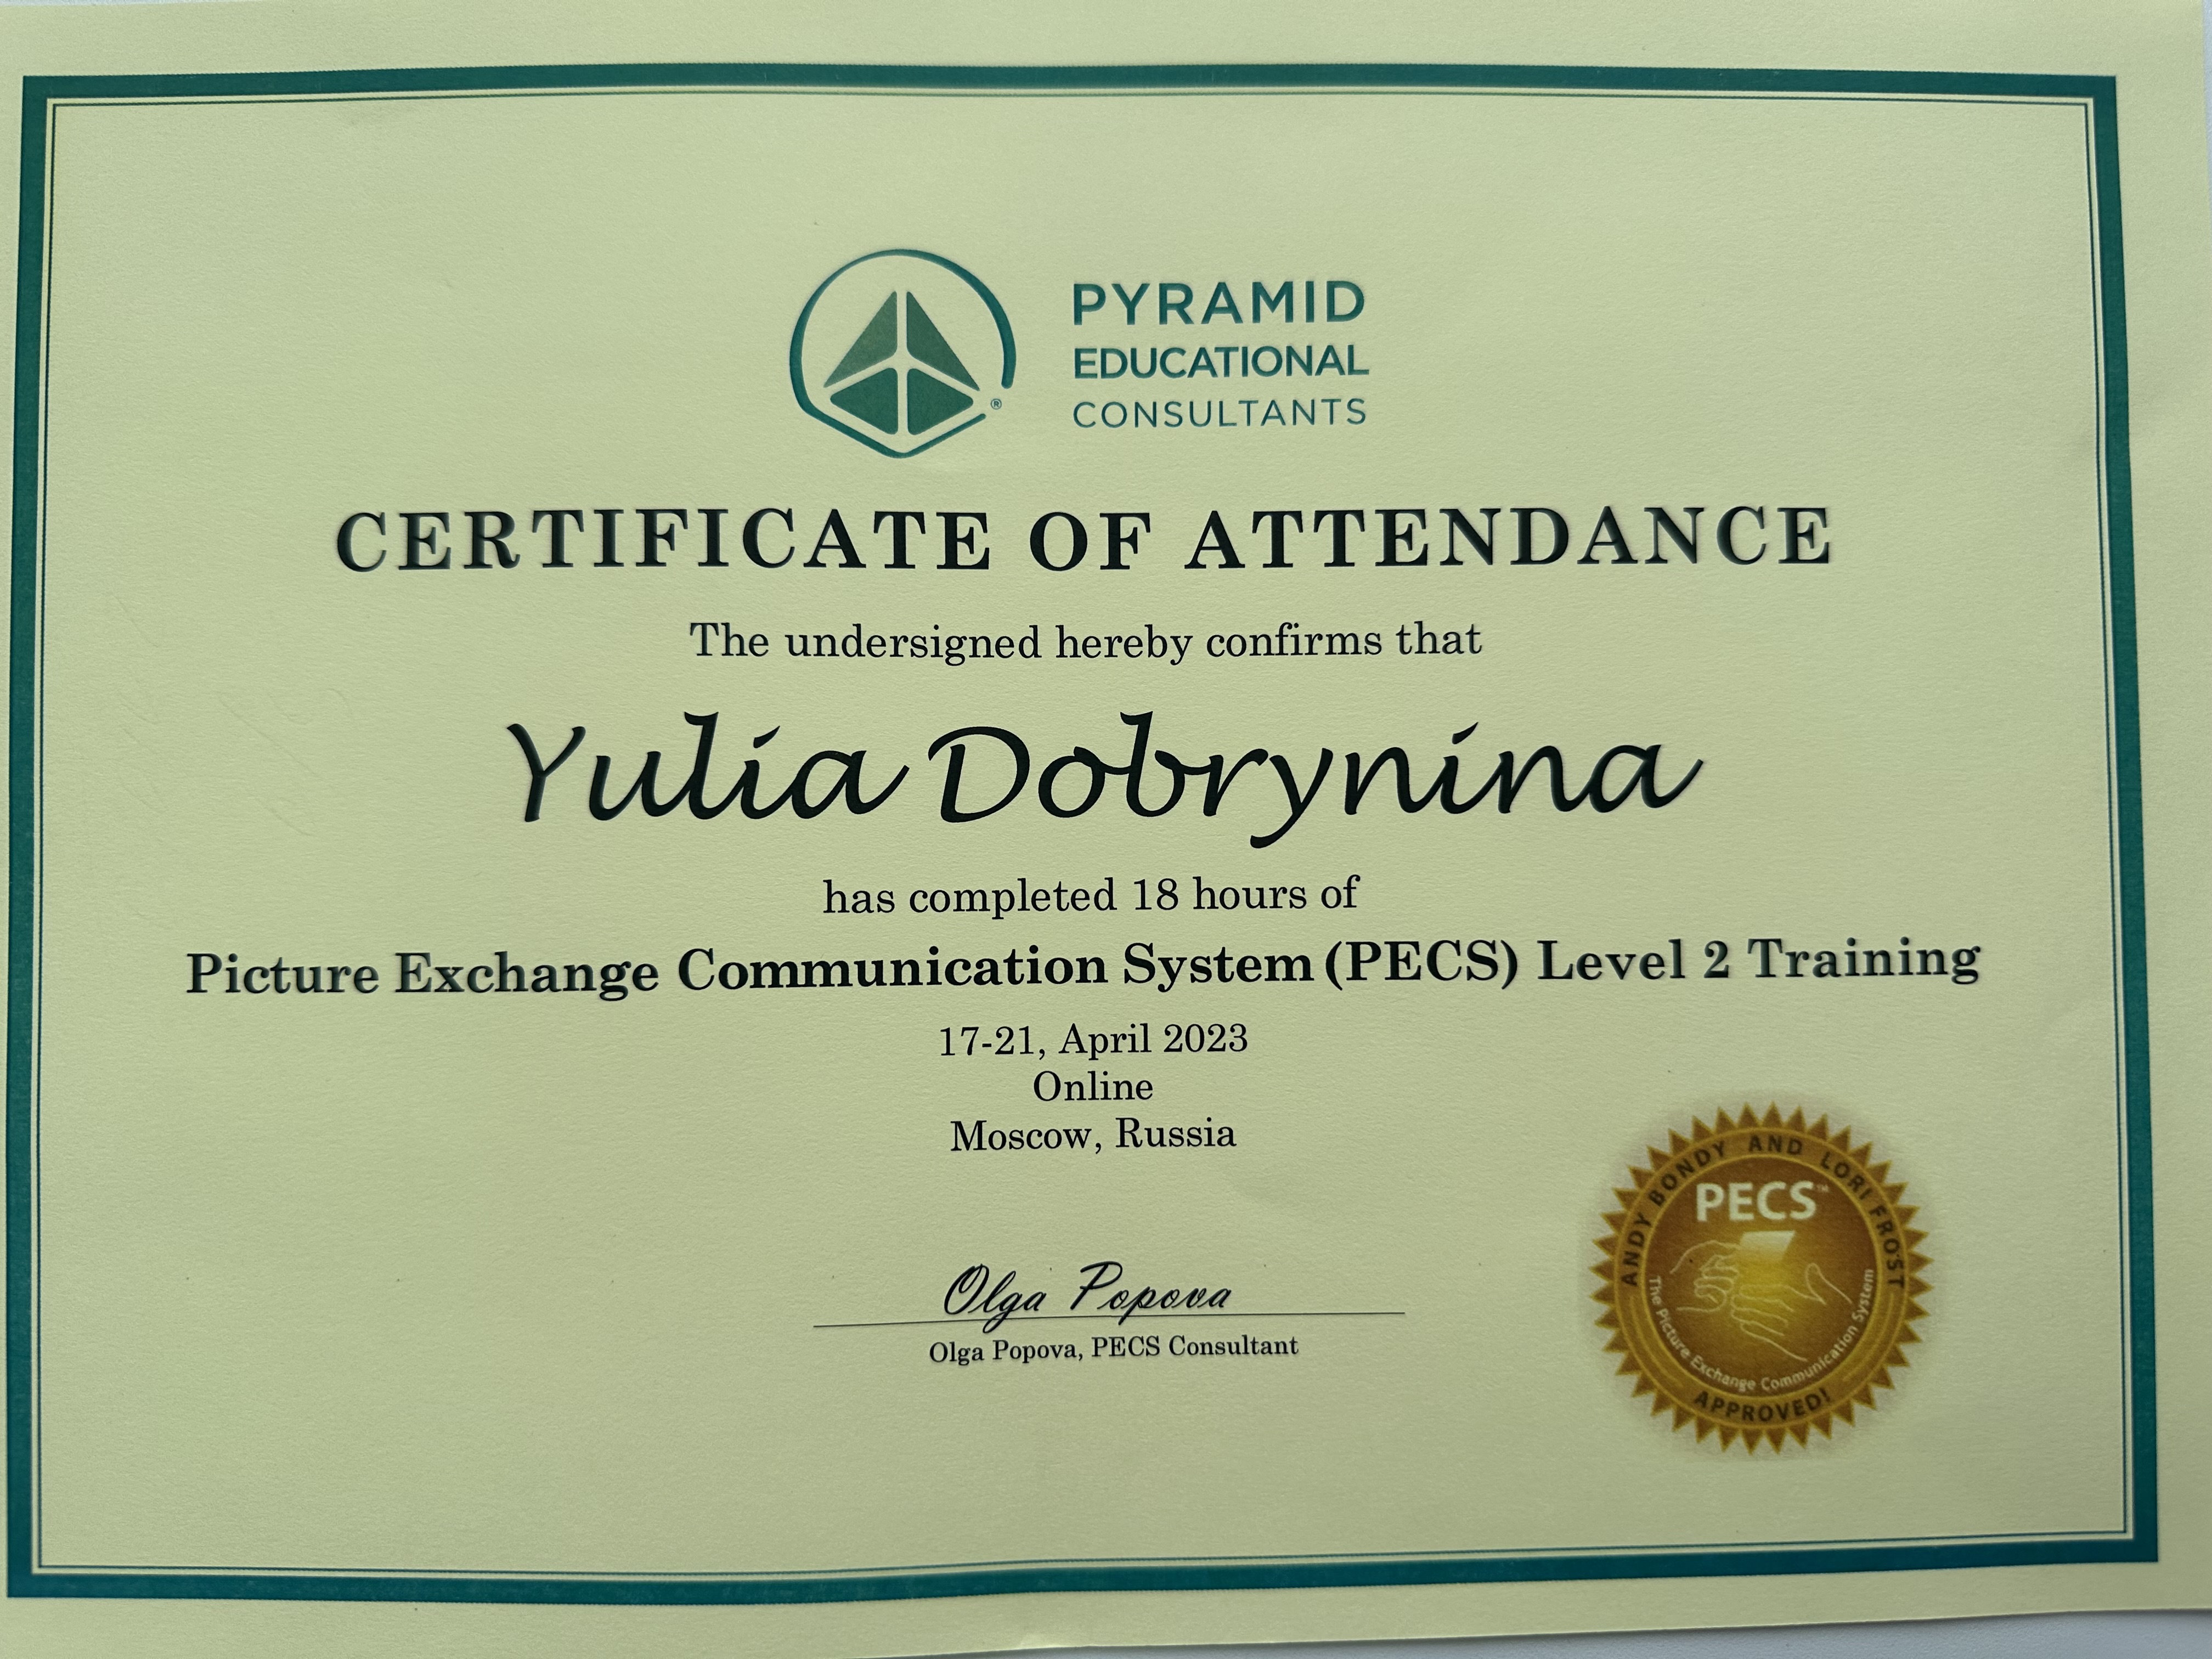 PYRAMID
EDUCATIONAL
CONSULTANTS
®
CERTIFICATE OF ATTENDANCE
The undersigned hereby confirms that
Yulia Dobrynina
has completed 18 hours of
Picture Exchange Communication System (PECS) Level 2 Training
17-21, April 2023
Online
Moscow, Russia
Olga Popova
Olga Popova, PECS Consultant
ANDY BONDY AND LORI FROST
PECS™
The Picture Exchange Communication System
APPROVED!